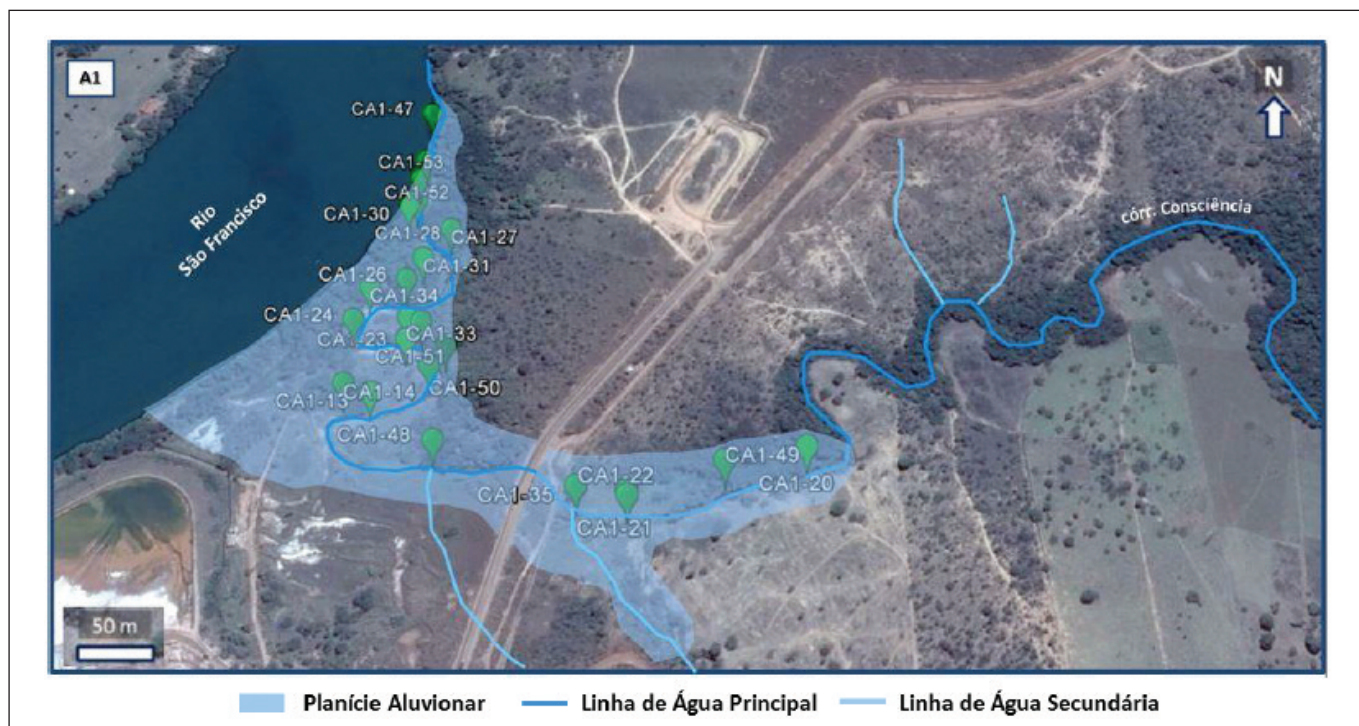 A1
N
CA1-47
CA1-53
CA1-52
CA1-30
CA1-28
CA1-27
Rio
São Francisco
córr. Consciência
CA1-31
CA1-26
CA1-34
CA1-24
CA1-33
CA1-23
CA1-51
CA1-50
CA1-14
CA1-13
CA1-48
CA1-49
CA1-22
CA1-20
CA1-35
CA1-21
50 m
Planície Aluvionar
Linha de Água Principal
Linha de Água Secundária